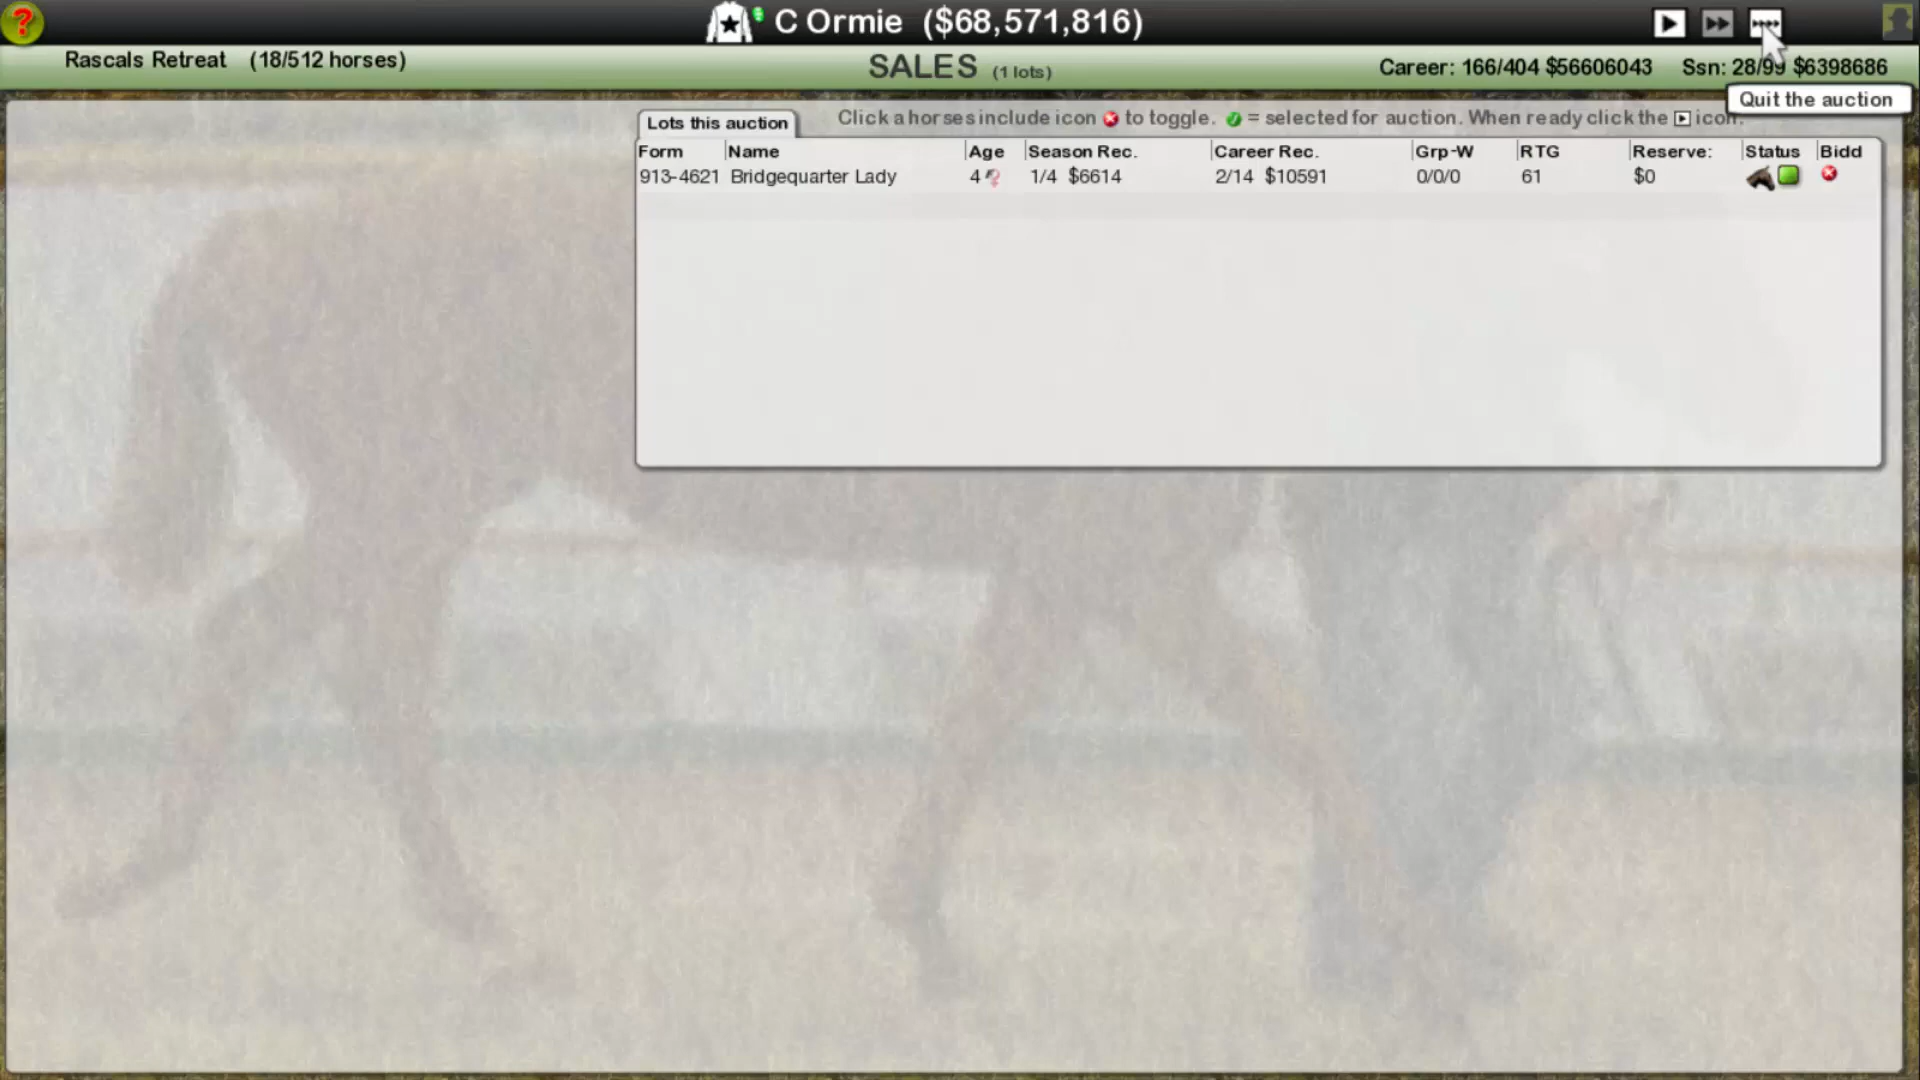 ?
C Ormie ($68,571,816)
Rascals Retreat (18/512 horses)
SALES (1 lots)
Career: 166/404 $56606043 Ssn: 28/99 $6398686
Quit the auction
Lots this auction
Click a horses include icon to toggle. = selected for auction. When ready click the icon.
Form Name Age Season Rec. Career Rec. Grp-W RTG Reserve: Status Bidd
913-4621 Bridgequarter Lady 4 1/4 $6614 2/14 $10591 0/0/0 61 $0